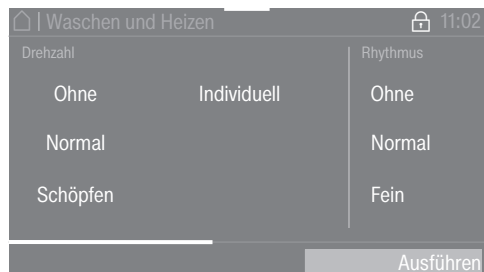 | Waschen und Heizen 11:02
Drehzahl Rhythmus
Ohne Individuell Ohne
Normal Normal
Schöpfen Fein
Ausführen